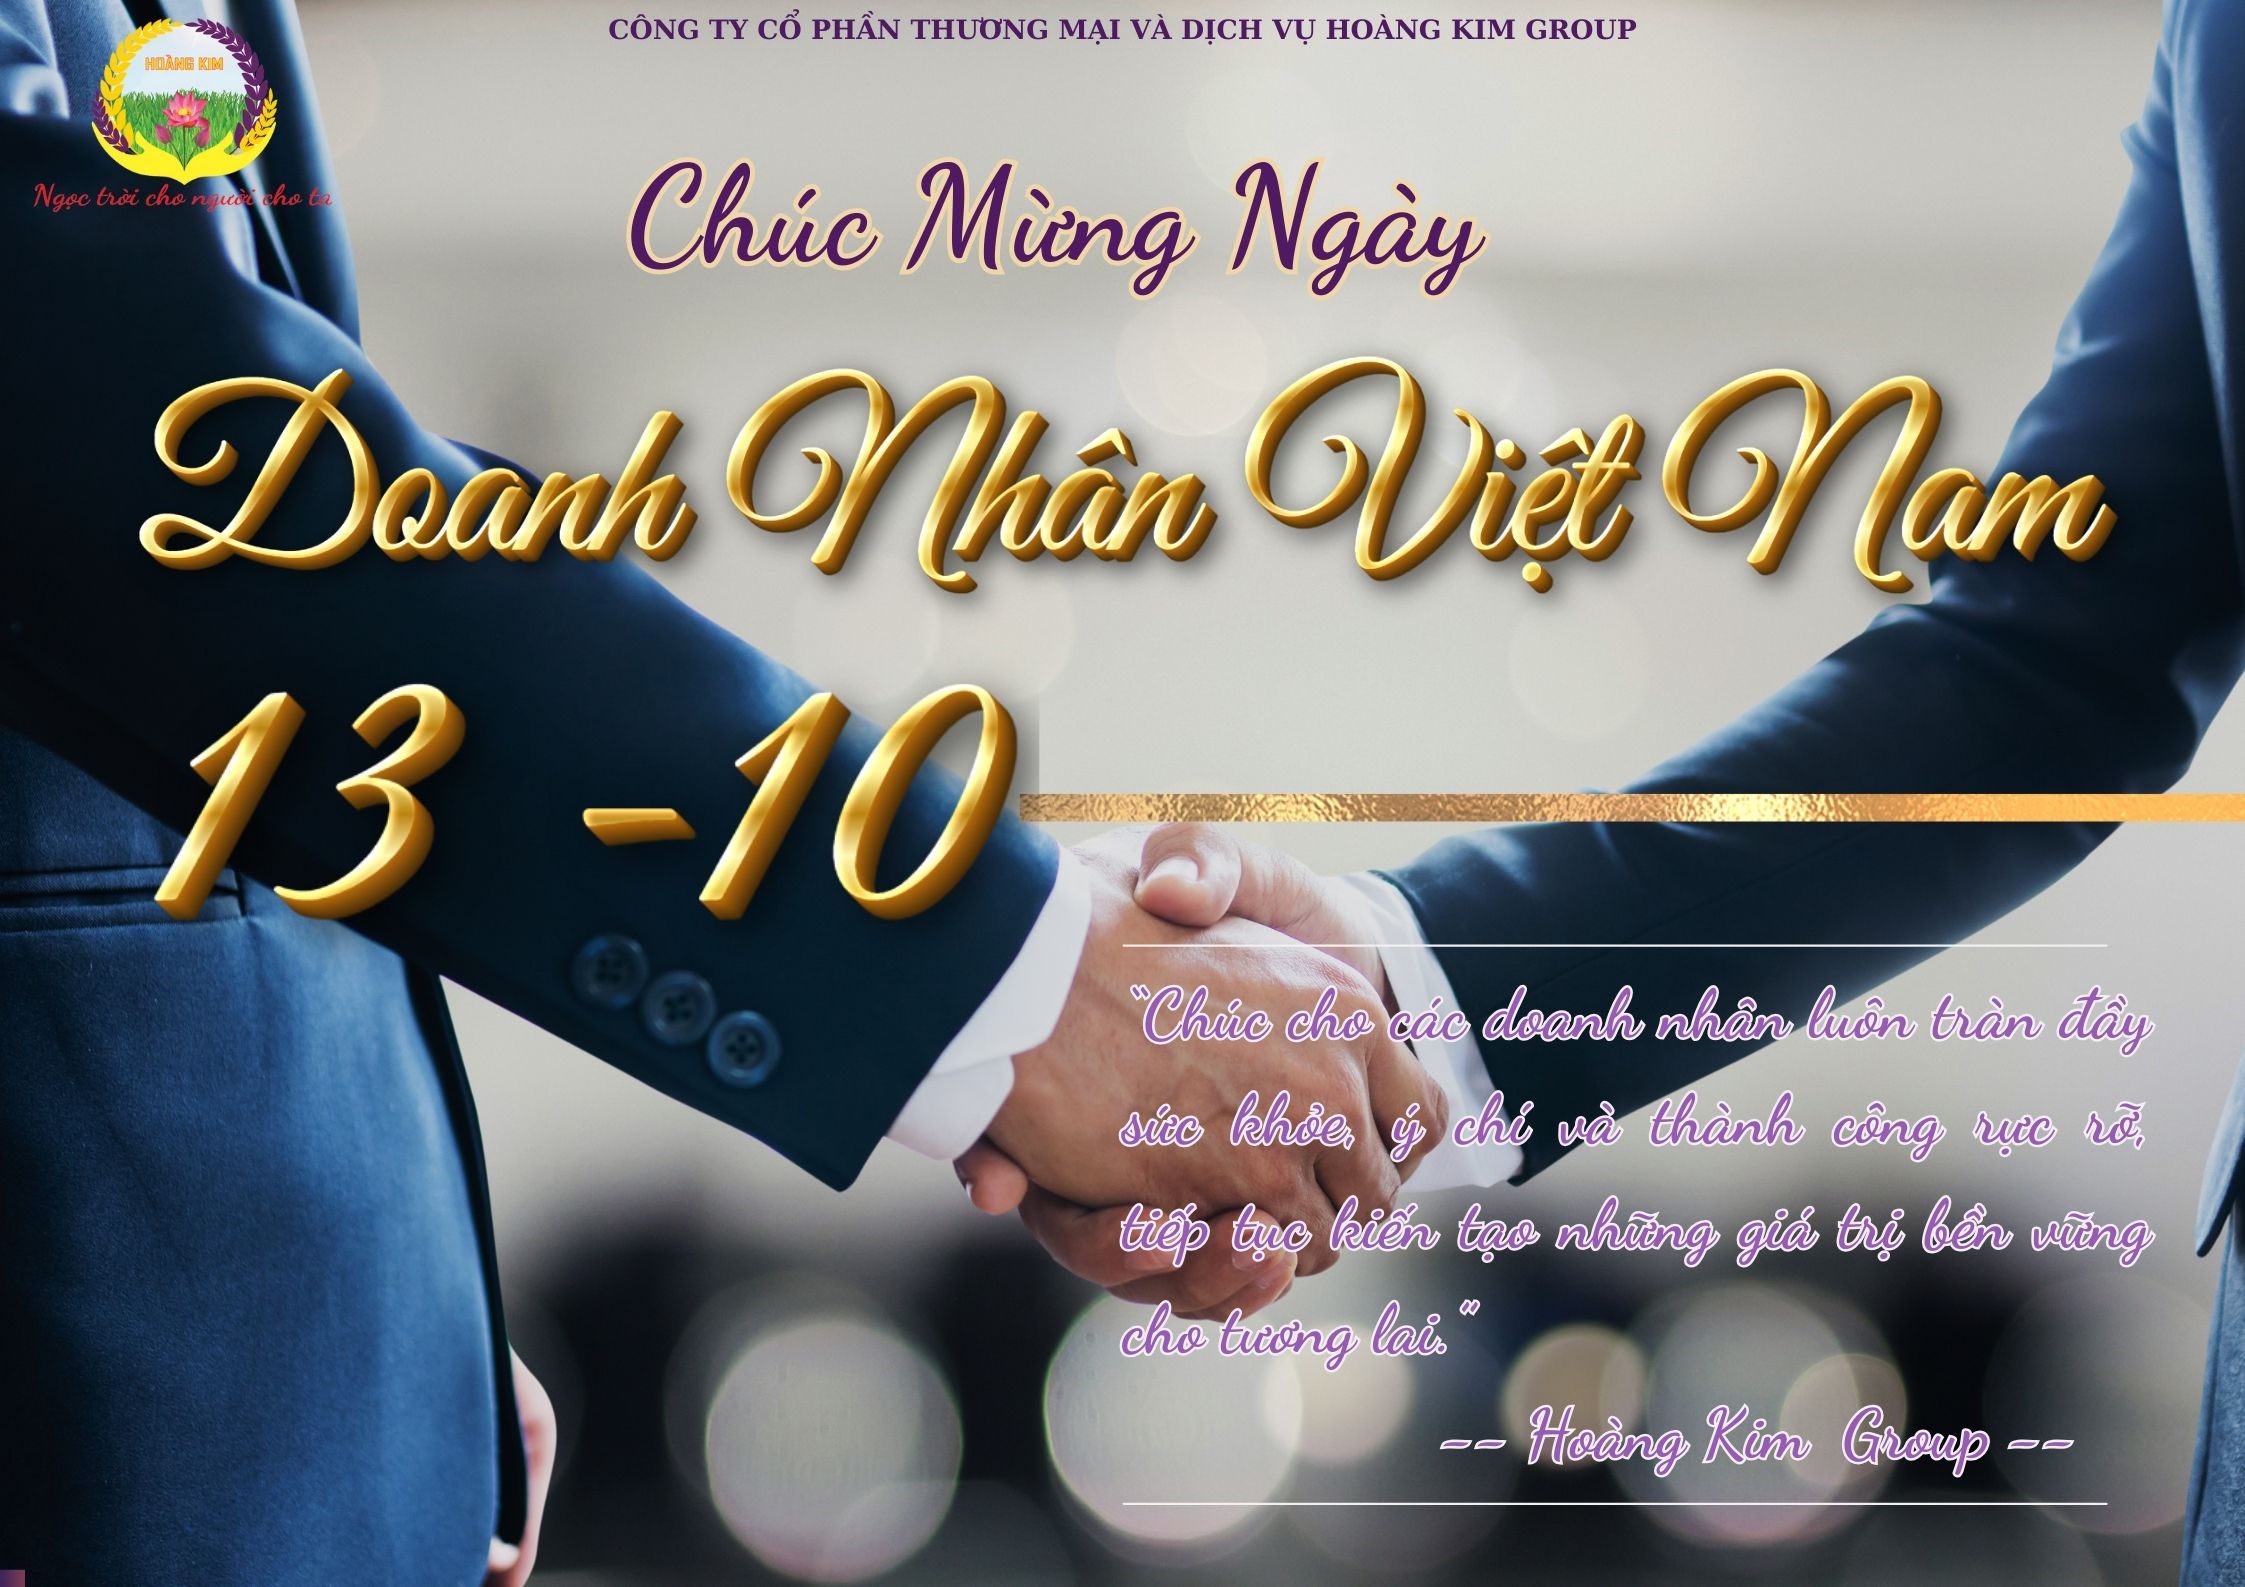 CÔNG TY CỔ PHẦN THƯƠNG MẠI VÀ DỊCH VỤ HOÀNG KIM GROUP
HOÀNG KIM
Ngọc trời cho người cho ta
Chúc Mừng Ngày
Doanh Nhân Việt Nam
13 -10
“Chúc cho các doanh nhân luôn tràn đầy
sức khỏe, ý chí và thành công rực rỡ,
tiếp tục kiến tạo những giá trị bền vững
cho tương lai.“
-- Hoàng Kim Group --